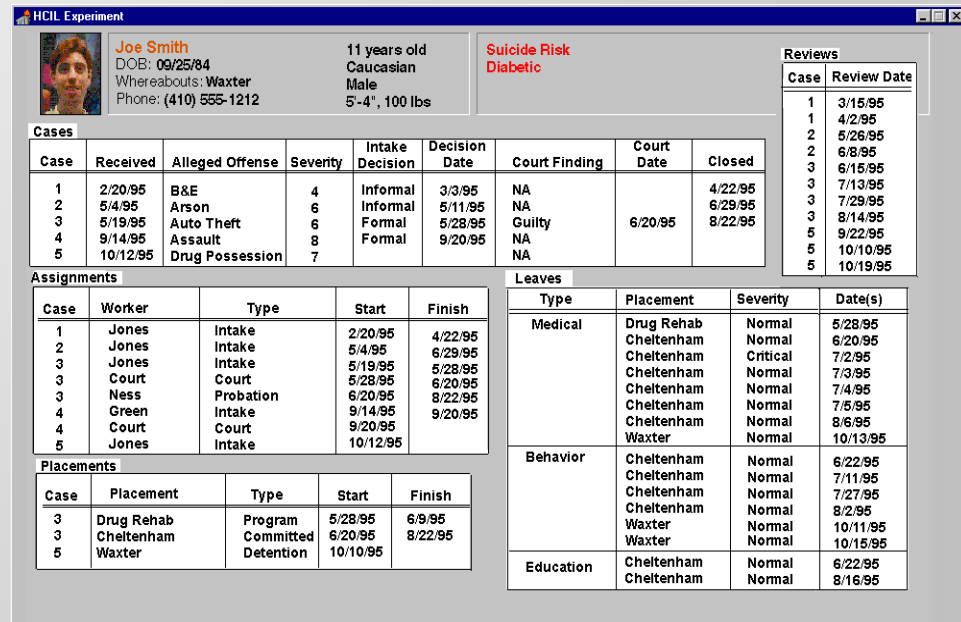 HCIL Experiment
Joe Smith
DOB: 09/25/84
Whereabouts: Waxter
Phone: (410) 555-1212
11 years old
Caucasian
Male
5'-4", 100 lbs
Suicide Risk
Diabetic
Reviews
Case Review Date
1 3/15/95
1 4/2/95
2 5/26/95
2 6/8/95
3 6/15/95
3 7/13/95
3 7/29/95
3 8/14/95
5 9/22/95
5 10/10/95
5 10/19/95
Cases
Case Received Alleged Offense Severity Intake Decision Decision Date Court Finding Court Date Closed
1 2/20/95 B&E 4 Informal 3/3/95 NA 4/22/95
2 5/4/95 Arson 6 Informal 5/11/95 NA 6/29/95
3 5/19/95 Auto Theft 6 Formal 5/28/95 Guilty 6/20/95 8/22/95
4 9/14/95 Assault 8 Formal 9/20/95 NA
5 10/12/95 Drug Possession 7 NA
Assignments
Case Worker Type Start Finish
1 Jones Intake 2/20/95 4/22/95
2 Jones Intake 5/4/95 6/29/95
3 Jones Intake 5/19/95 5/28/95
3 Court Court 5/28/95 6/20/95
3 Ness Probation 6/20/95 8/22/95
4 Green Intake 9/14/95 9/20/95
4 Court Court 9/20/95
5 Jones Intake 10/12/95
Placements
Case Placement Type Start Finish
3 Drug Rehab Program 5/28/95 6/9/95
3 Cheltenham Committed 6/20/95 8/22/95
5 Waxter Detention 10/10/95
Leaves
Type Placement Severity Date(s)
Medical Drug Rehab Normal 5/28/95
Cheltenham Normal 6/20/95
Cheltenham Critical 7/2/95
Cheltenham Normal 7/3/95
Cheltenham Normal 7/4/95
Cheltenham Normal 7/5/95
Cheltenham Normal 8/6/95
Waxter Normal 10/13/95
Behavior Cheltenham Normal 6/22/95
Cheltenham Normal 7/11/95
Cheltenham Normal 7/27/95
Cheltenham Normal 8/2/95
Waxter Normal 10/11/95
Waxter Normal 10/15/95
Education Cheltenham Normal 6/22/95
Cheltenham Normal 8/16/95